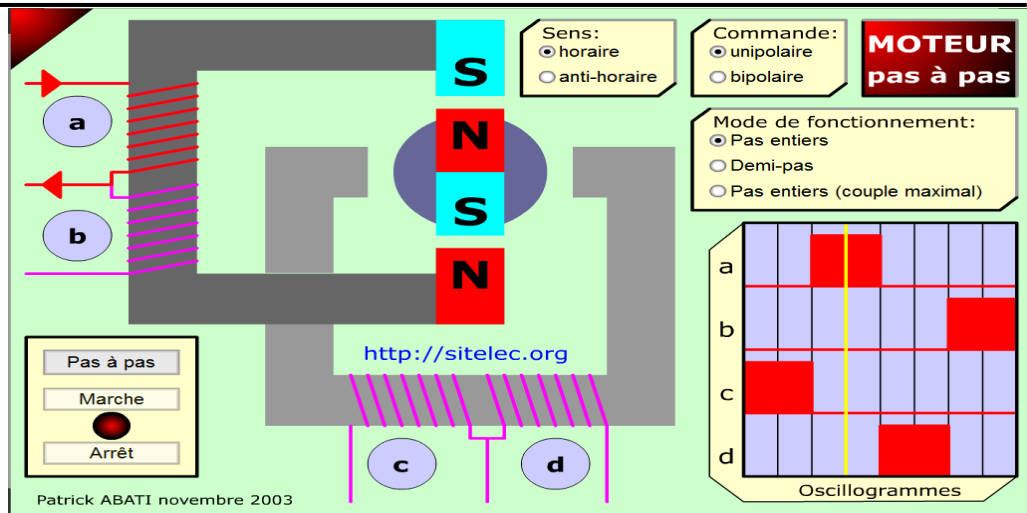 Sens:
horaire
anti-horaire
Commande:
unipolaire
bipolaire
MOTEUR
pas à pas
Mode de fonctionnement:
Pas entiers
Demi-pas
Pas entiers (couple maximal)
S
N
S
N
a
b
c
d
http://sitelec.org
Pas à pas
Marche
Arrêt
Patrick ABATI novembre 2003
a
b
c
d
Oscillogrammes